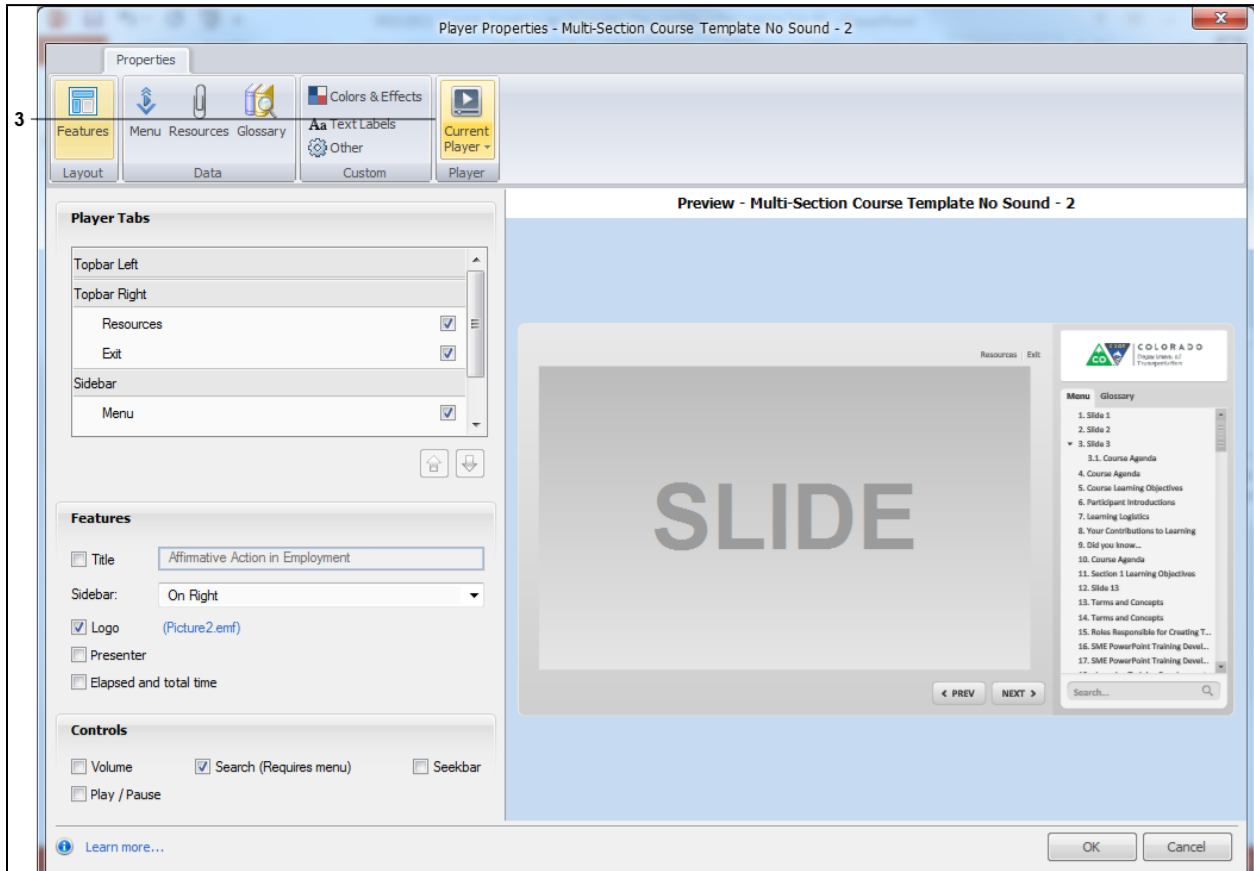 Player Properties - Multi-Section Course Template No Sound - 2
X
Properties
Features
Menu
Resources
Glossary
Colors & Effects
Aa Text Labels
Other
Current
Player
Layout
Data
Custom
Player
3
Player Tabs
Topbar Left
Topbar Right
Resources
Exit
Sidebar
Menu
Features
Title
Affirmative Action in Employment
Sidebar:
On Right
Logo
(Picture2.emf)
Presenter
Elapsed and total time
Controls
Volume
Search (Requires menu)
Seekbar
Play / Pause
Preview - Multi-Section Course Template No Sound - 2
Resources
Exit
SLIDE
< PREV
NEXT >
CO
COLORADO
Department of
Transportation
Menu
Glossary
1. Slide 1
2. Slide 2
3. Slide 3
3.1. Course Agenda
4. Course Agenda
5. Course Learning Objectives
6. Participant Introductions
7. Learning Logistics
8. Your Contributions to Learning
9. Did you know...
10. Course Agenda
11. Section 1 Learning Objectives
12. Slide 13
13. Terms and Concepts
14. Terms and Concepts
15. Roles Responsible for Creating T...
16. SME PowerPoint Training Devel...
17. SME PowerPoint Training Devel...
Search...
Learn more...
OK
Cancel